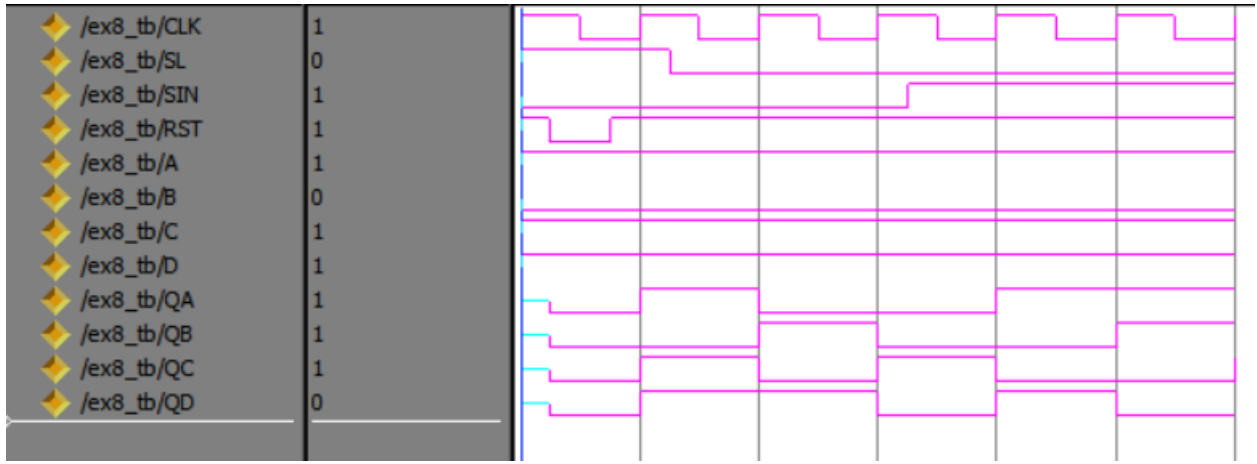 /ex8_tb/CLK 1
/ex8_tb/SL 0
/ex8_tb/SIN 1
/ex8_tb/RST 1
/ex8_tb/A 1
/ex8_tb/B 0
/ex8_tb/C 1
/ex8_tb/D 1
/ex8_tb/QA 1
/ex8_tb/QB 1
/ex8_tb/QC 1
/ex8_tb/QD 0